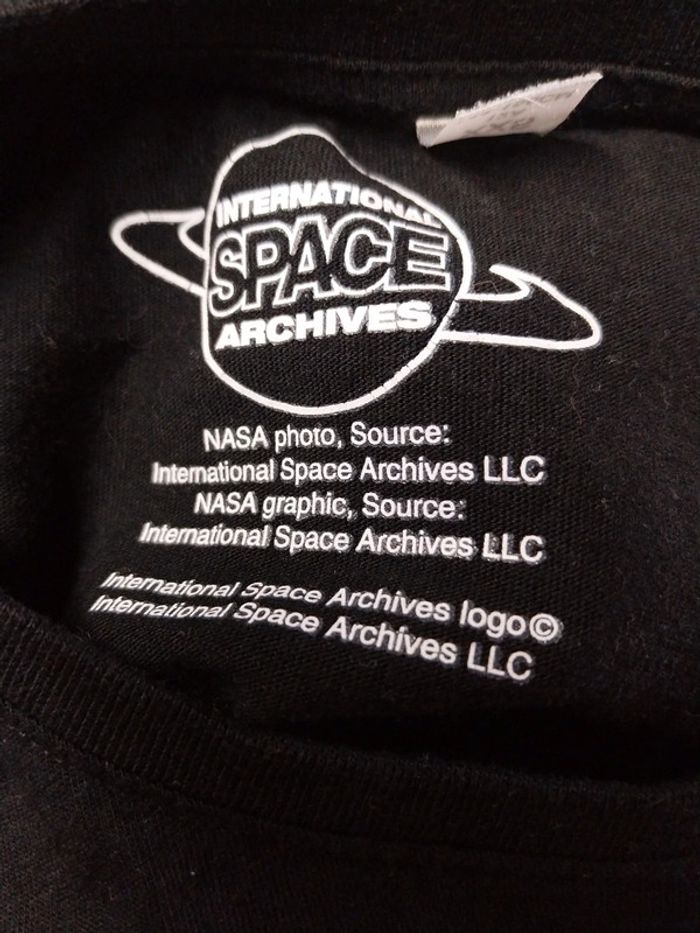 INTERNATIONAL
SPACE
ARCHIVES
NASA photo, Source:
International Space Archives LLC
NASA graphic, Source:
International Space Archives LLC
International Space Archives logo©
International Space Archives LLC